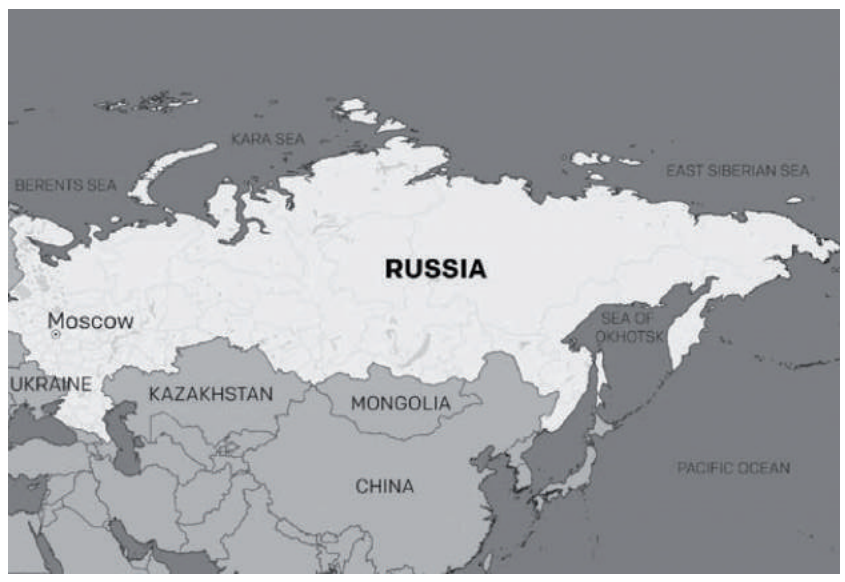 KARA SEA
EAST SIBERIAN SEA
BERENTS SEA
RUSSIA
Moscow
SEA OF
OKHOTSK
UKRAINE
KAZAKHSTAN
MONGOLIA
PACIFIC OCEAN
CHINA